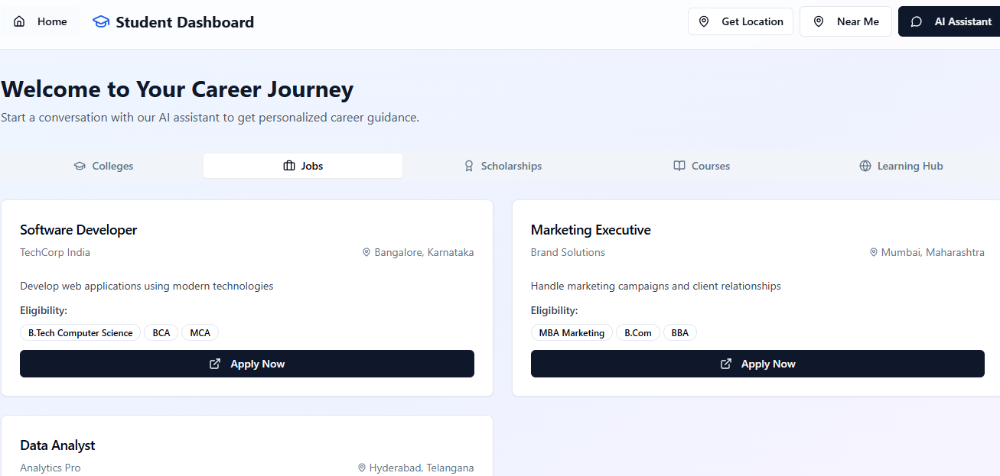 Home Student Dashboard Get Location Near Me AI Assistant
Welcome to Your Career Journey
Start a conversation with our AI assistant to get personalized career guidance.
Colleges Jobs Scholarships Courses Learning Hub
Software Developer
TechCorp India Bangalore, Karnataka
Develop web applications using modern technologies
Eligibility:
B.Tech Computer Science BCA MCA
Apply Now
Marketing Executive
Brand Solutions Mumbai, Maharashtra
Handle marketing campaigns and client relationships
Eligibility:
MBA Marketing B.Com BBA
Apply Now
Data Analyst
Analytics Pro Hyderabad, Telangana